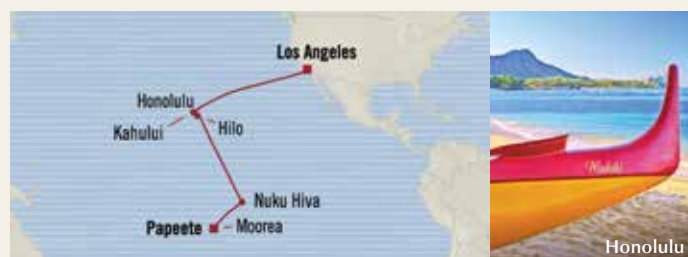 Los Angeles
Honolulu
Kahului
Hilo
Nuku Hiva
Papeete
Moorea
Waikiki
Honolulu